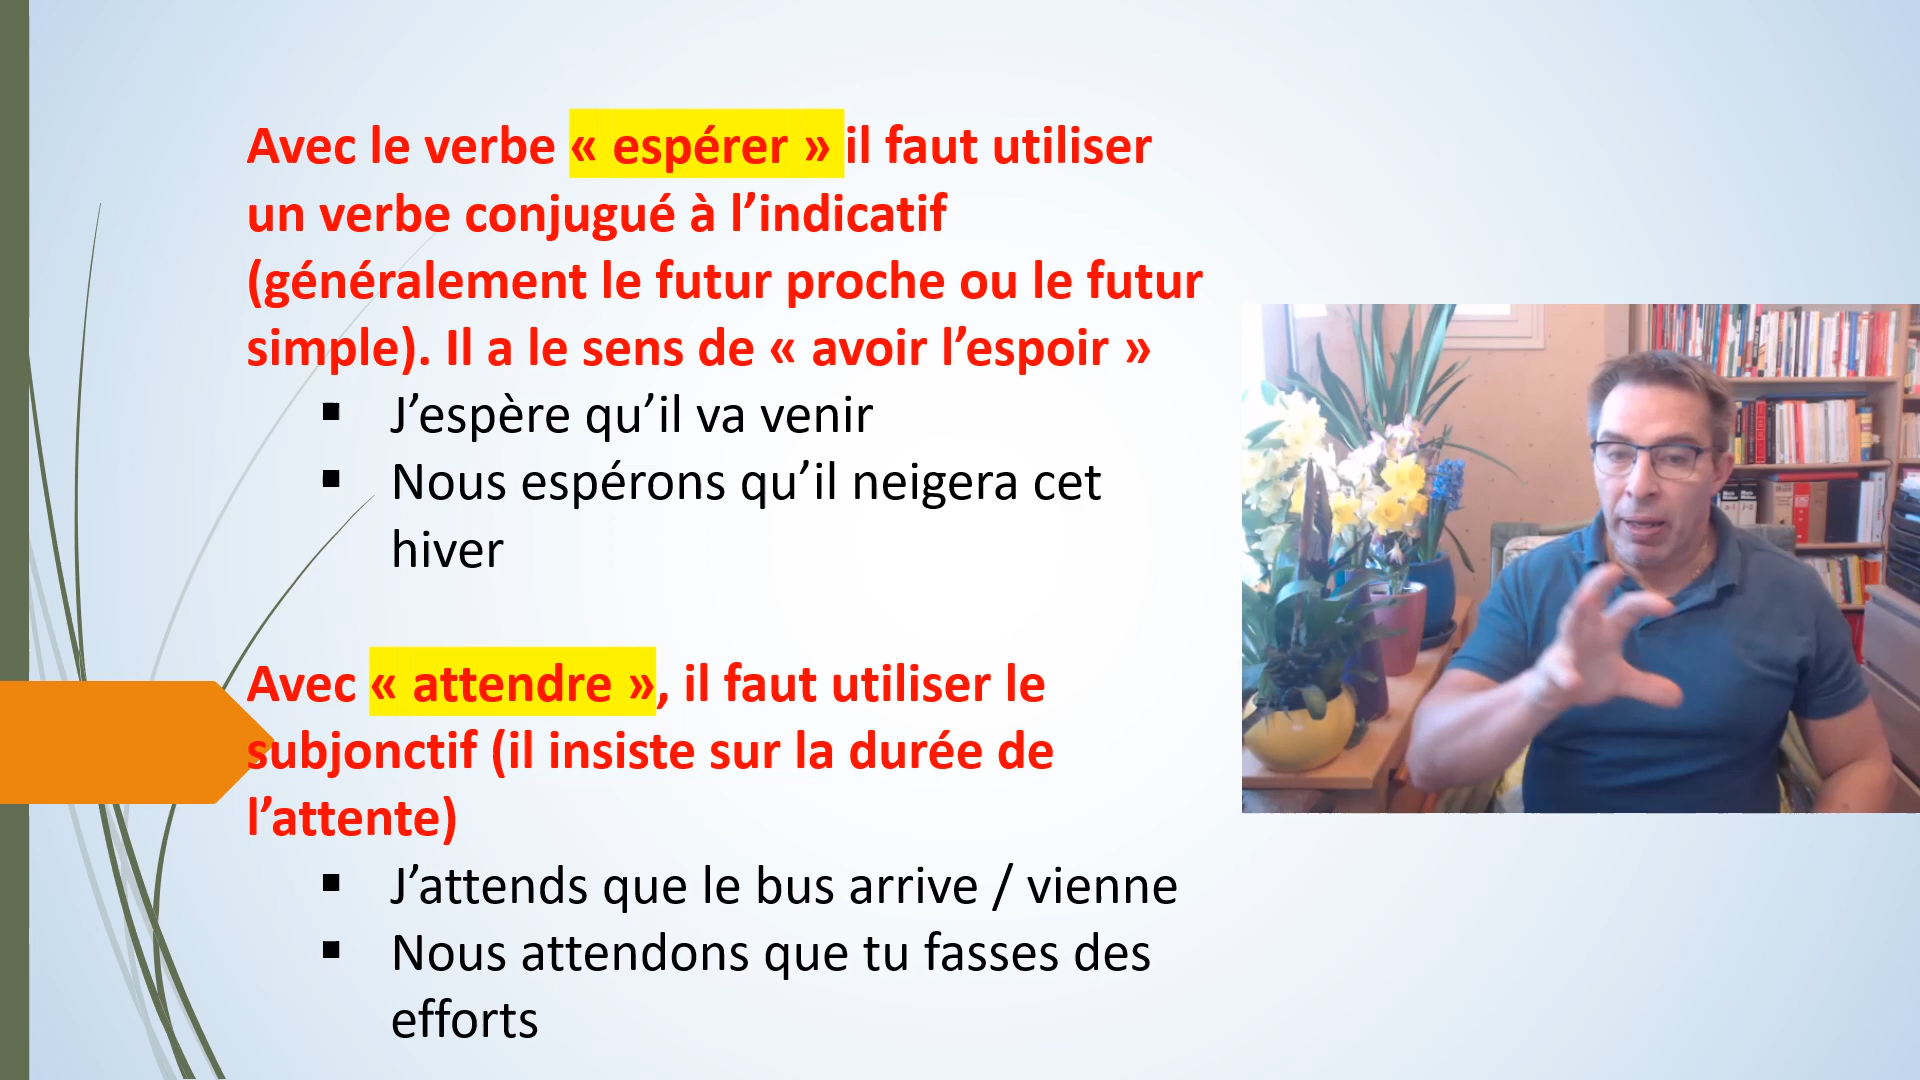 Avec le verbe « espérer » il faut utiliser
un verbe conjugué à l’indicatif
(généralement le futur proche ou le futur
simple). Il a le sens de « avoir l’espoir »
▪ J’espère qu’il va venir
▪ Nous espérons qu’il neigera cet
hiver
Avec « attendre », il faut utiliser le
subjonctif (il insiste sur la durée de
l’attente)
▪ J’attends que le bus arrive / vienne
▪ Nous attendons que tu fasses des
efforts